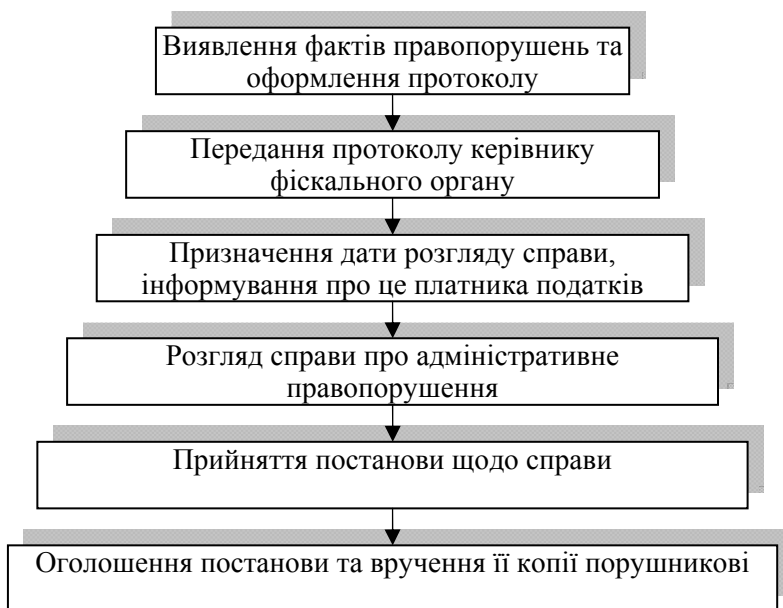 Виявлення фактів правопорушень та
оформлення протоколу
Передання протоколу керівнику
фіскального органу
Призначення дати розгляду справи,
інформування про це платника податків
Розгляд справи про адміністративне
правопорушення
Прийняття постанови щодо справи
Оголошення постанови та вручення її копії порушникові